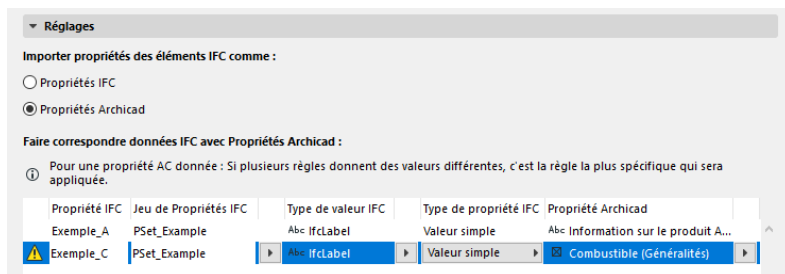 Réglages
Importer propriétés des éléments IFC comme :
Propriétés IFC
Propriétés Archicad
Faire correspondre données IFC avec Propriétés Archicad :
Pour une propriété AC donnée : Si plusieurs règles donnent des valeurs différentes, c'est la règle la plus spécifique qui sera
appliquée.
Propriété IFC Jeu de Propriétés IFC Type de valeur IFC Type de propriété IFC Propriété Archicad
Exemple_A PSet_Example Abc IfcLabel Valeur simple Abc Information sur le produit A...
Exemple_C PSet_Example Abc IfcLabel Valeur simple Combustible (Généralités)